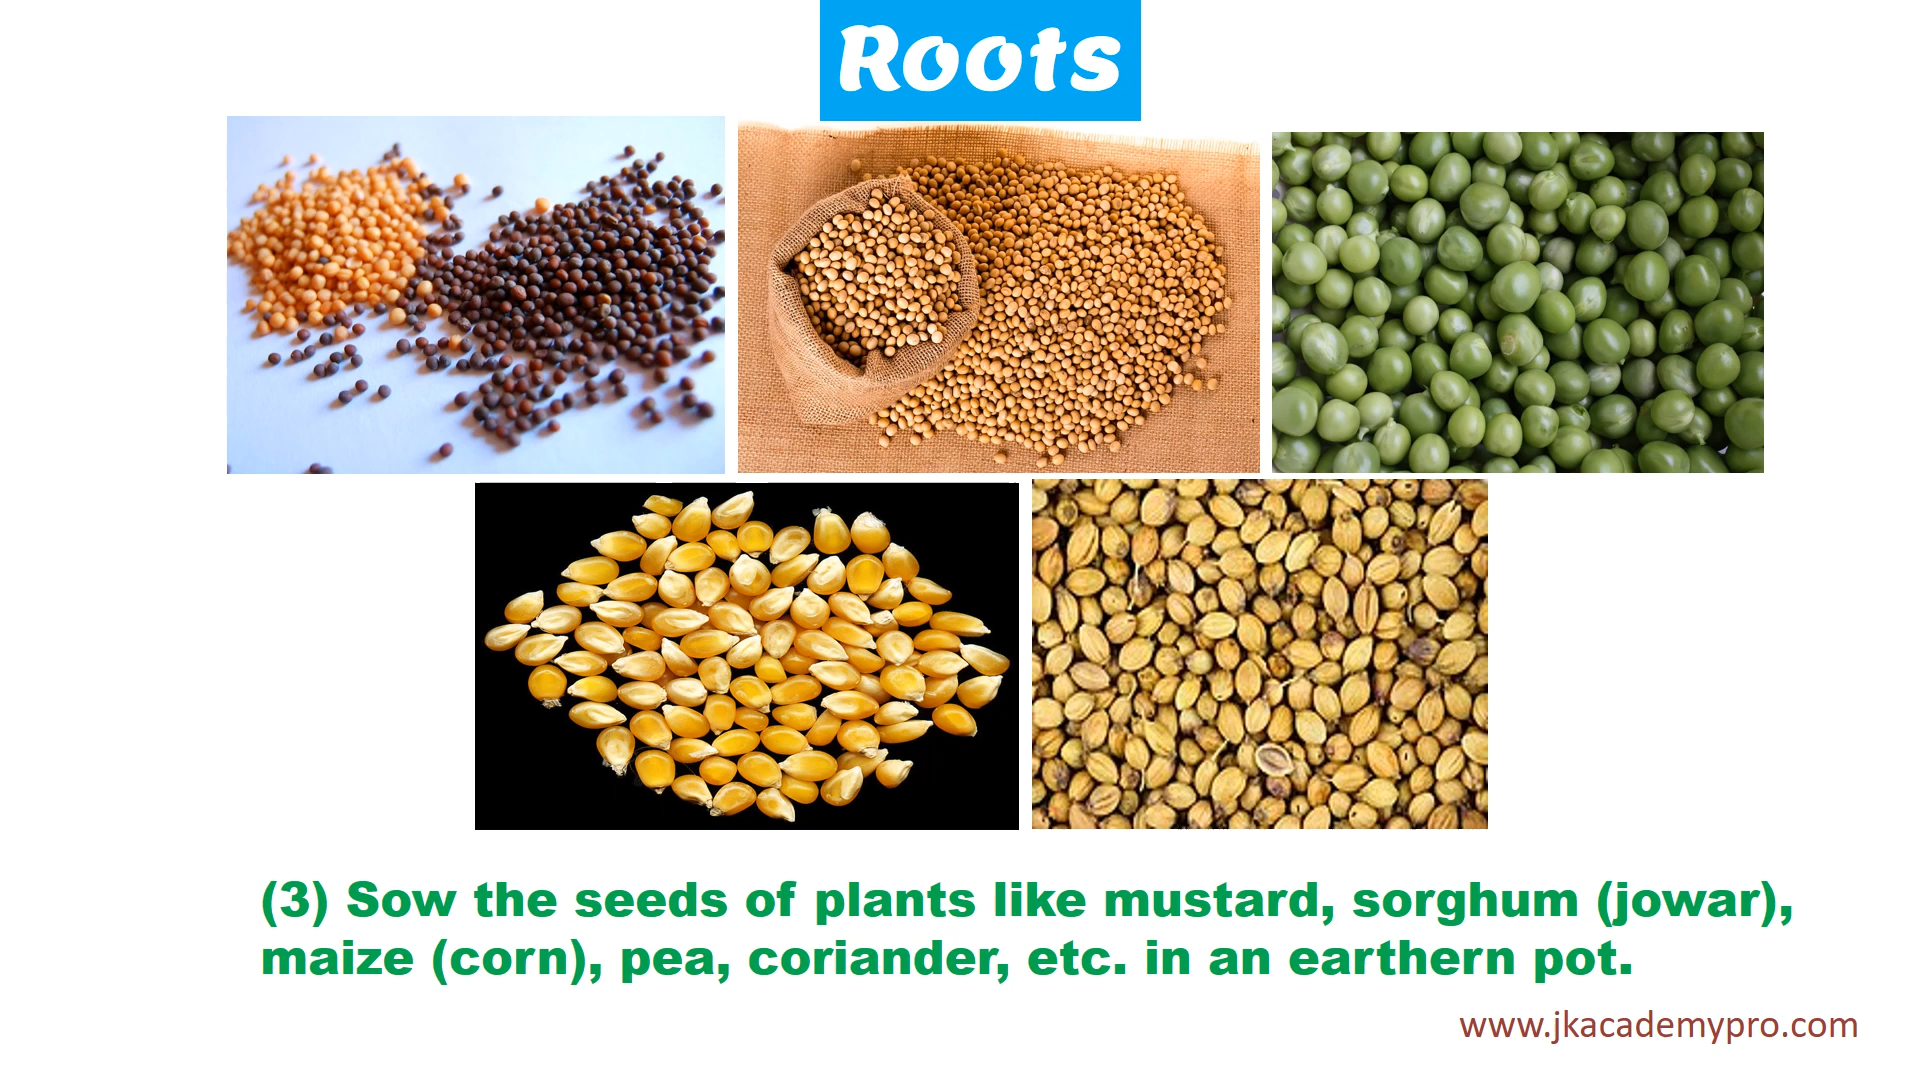 Roots
(3) Sow the seeds of plants like mustard, sorghum (jowar),
maize (corn), pea, coriander, etc. in an earthern pot.
www.jkacademypro.com